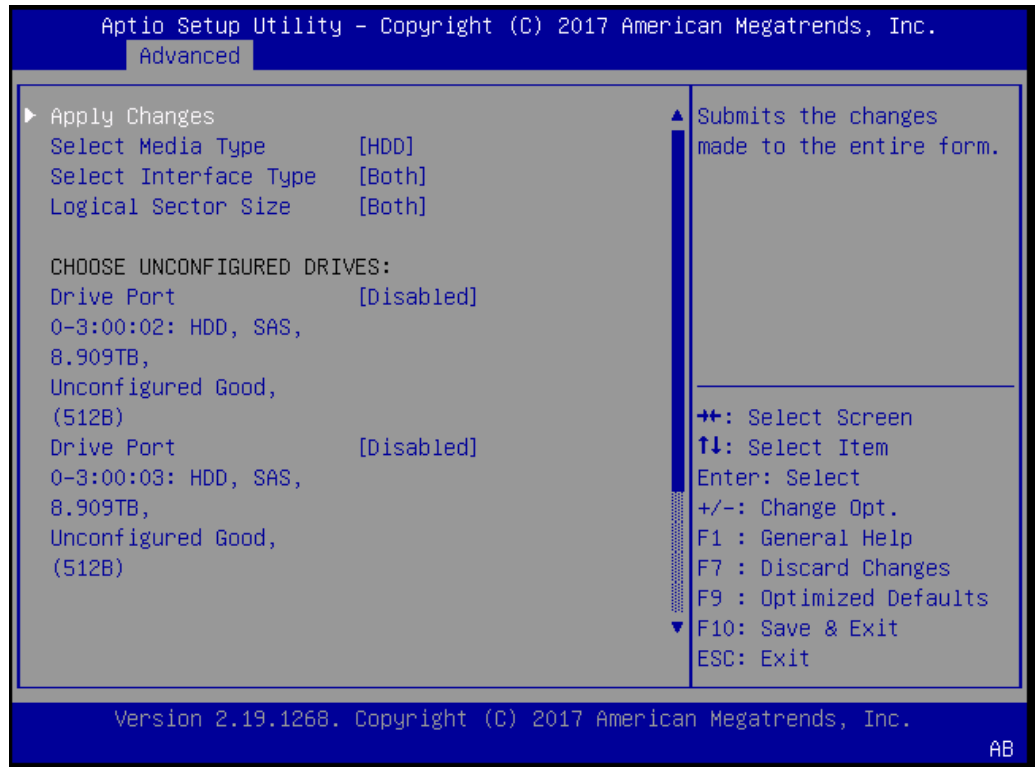 Aptio Setup Utility – Copyright (C) 2017 American Megatrends, Inc.
Advanced
▶ Apply Changes
Select Media Type [HDD]
Select Interface Type [Both]
Logical Sector Size [Both]
CHOOSE UNCONFIGURED DRIVES:
Drive Port [Disabled]
0-3:00:02: HDD, SAS,
8.909TB,
Unconfigured Good,
(512B)
Drive Port [Disabled]
0-3:00:03: HDD, SAS,
8.909TB,
Unconfigured Good,
(512B)
Submits the changes
made to the entire form.
→←: Select Screen
↑↓: Select Item
Enter: Select
+/-: Change Opt.
F1 : General Help
F7 : Discard Changes
F9 : Optimized Defaults
F10: Save & Exit
ESC: Exit
Version 2.19.1268. Copyright (C) 2017 American Megatrends, Inc.
AB